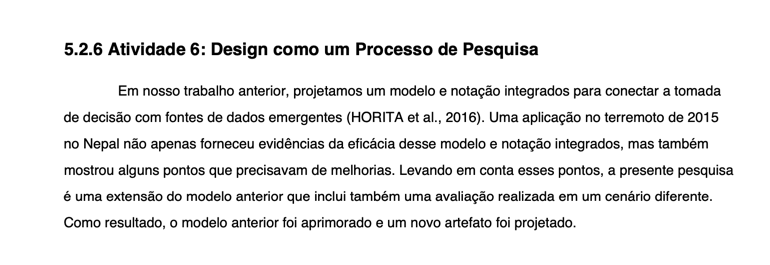 5.2.6 Atividade 6: Design como um Processo de Pesquisa
Em nosso trabalho anterior, projetamos um modelo e notação integrados para conectar a tomada
de decisão com fontes de dados emergentes (HORITA et al., 2016). Uma aplicação no terremoto de 2015
no Nepal não apenas forneceu evidências da eficácia desse modelo e notação integrados, mas também
mostrou alguns pontos que precisavam de melhorias. Levando em conta esses pontos, a presente pesquisa
é uma extensão do modelo anterior que inclui também uma avaliação realizada em um cenário diferente.
Como resultado, o modelo anterior foi aprimorado e um novo artefato foi projetado.